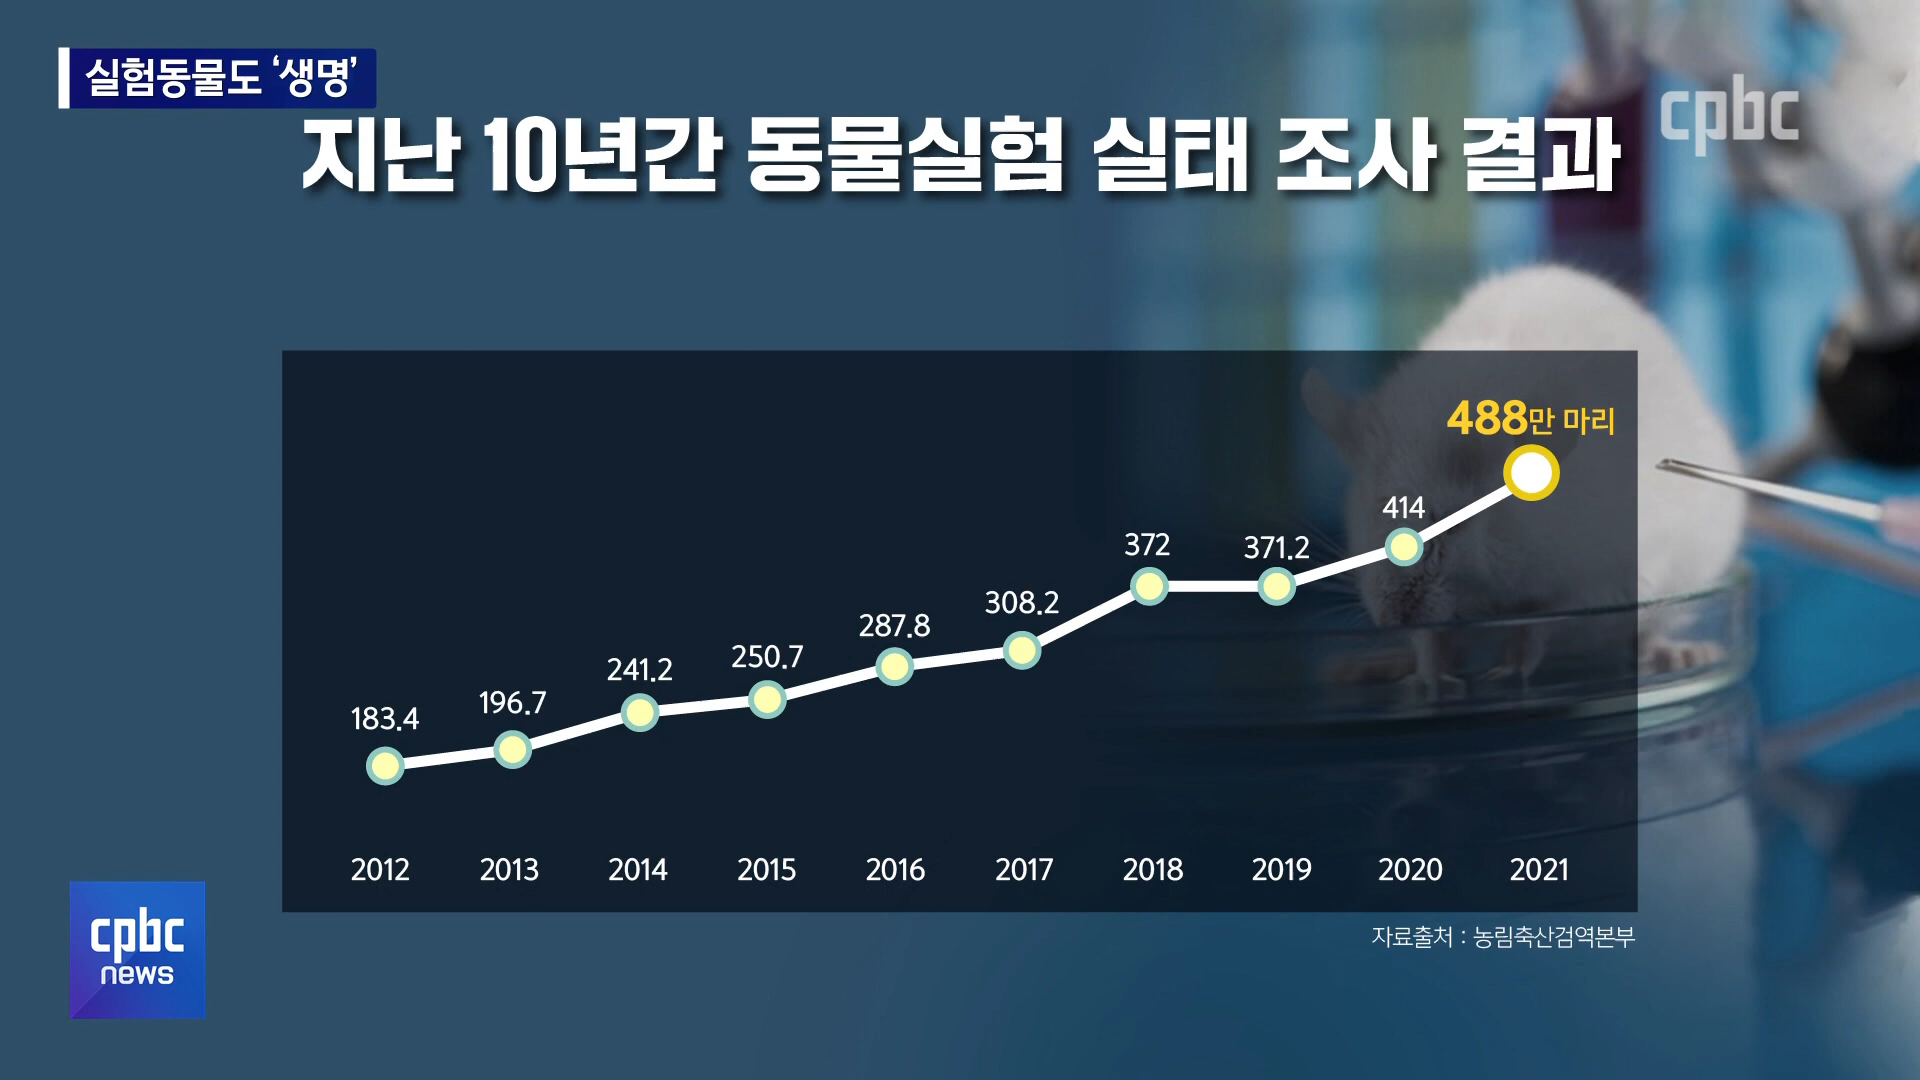 실험동물도 ‘생명’
cpbc
지난 10년간 동물실험 실태 조사 결과
488만 마리
414
372
371.2
308.2
287.8
250.7
241.2
196.7
183.4
2012 2013 2014 2015 2016 2017 2018 2019 2020 2021
자료출처 : 농림축산검역본부
cpbc
news